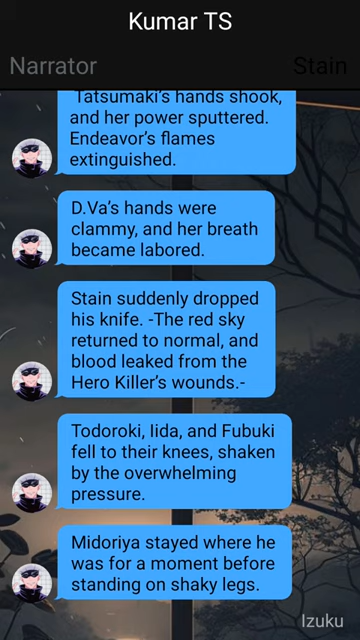 Kumar TS
Narrator
Stain
Tatsumaki's hands shook,
and her power sputtered.
Endeavor's flames
extinguished.
D.Va's hands were
clammy, and her breath
became labored.
Stain suddenly dropped
his knife. -The red sky
returned to normal, and
blood leaked from the
Hero Killer's wounds.-
Todoroki, Iida, and Fubuki
fell to their knees, shaken
by the overwhelming
pressure.
Midoriya stayed where he
was for a moment before
standing on shaky legs.
Izuku